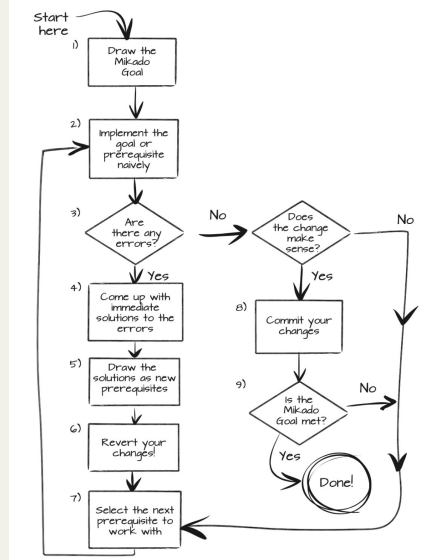 Start
here
1)
Draw the
Mikado
Goal
2)
Implement the
goal or
prerequisite
naively
3)
Are
there any
errors?
No
Does
the change
make
sense?
No
Yes
Yes
4)
Come up with
immediate
solutions to the
errors
8)
Commit your
changes
5)
Draw the
solutions as new
prerequisites
9)
Is the
Mikado
Goal met?
No
6)
Revert your
changes!
Yes
Done!
7)
Select the next
prerequisite to
work with